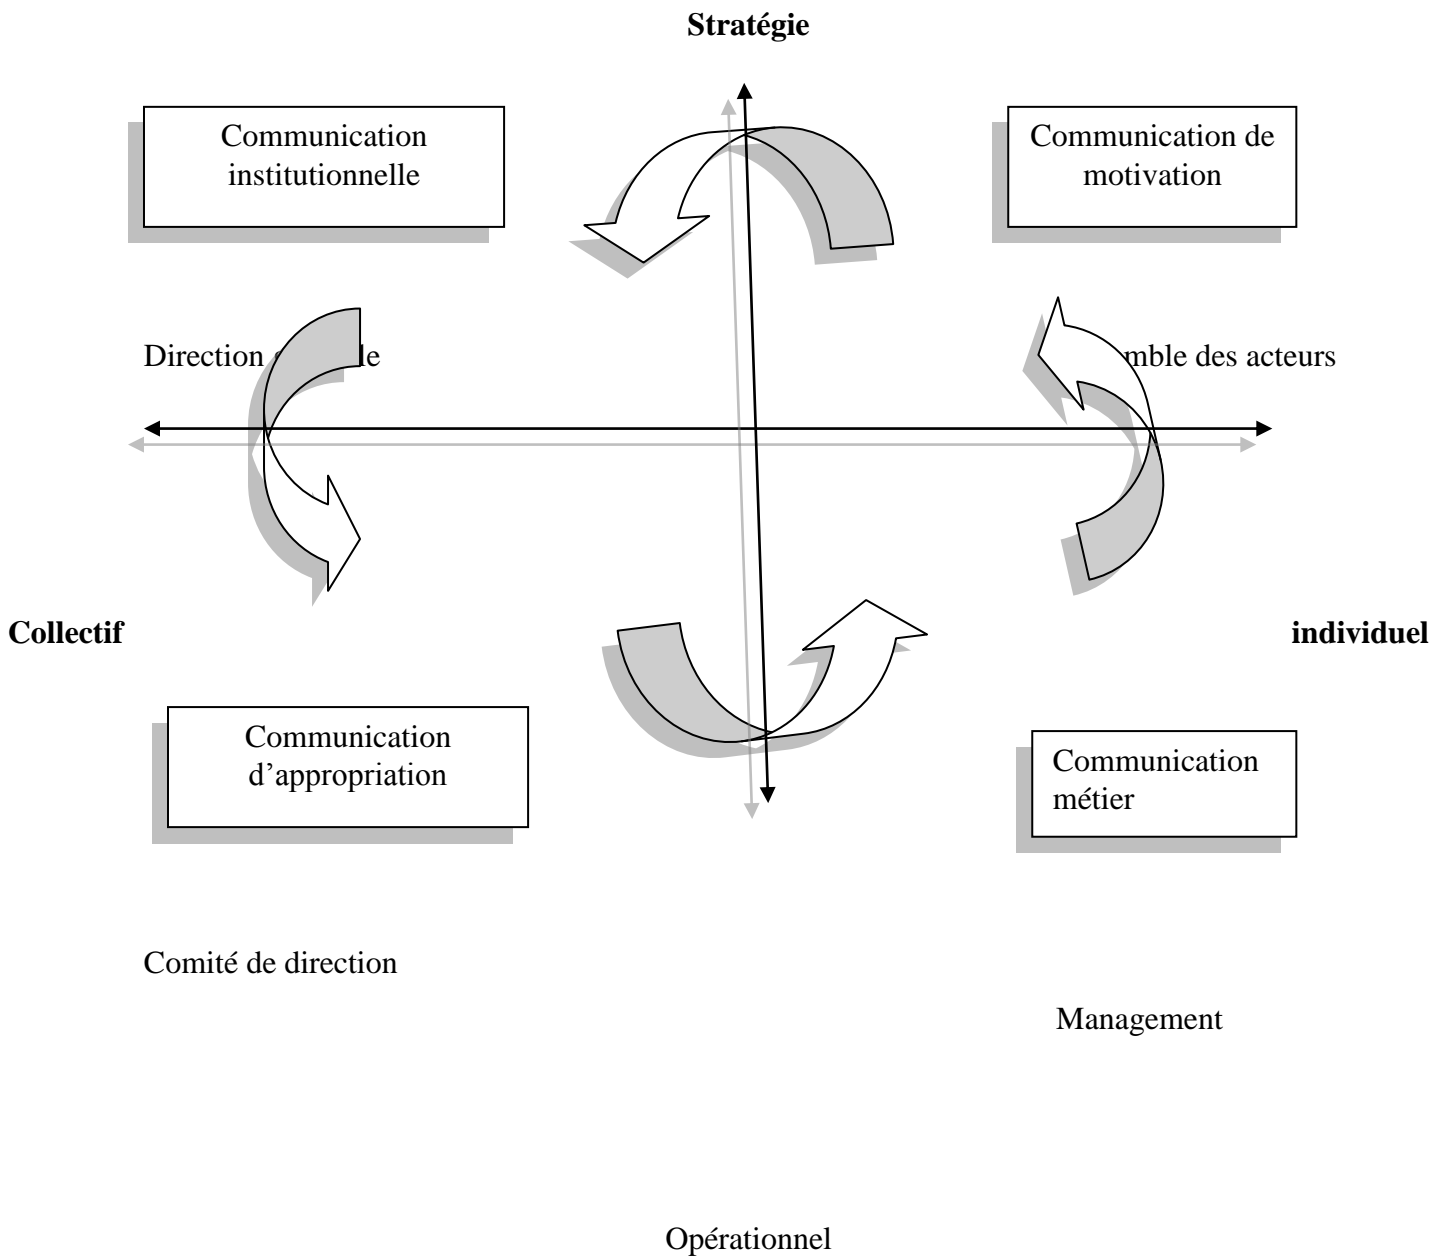 Stratégie
Communication
institutionnelle
Communication de
motivation
Direction
des acteurs
Collectif
individuel
Communication
d’appropriation
Communication
métier
Comité de direction
Management
Opérationnel